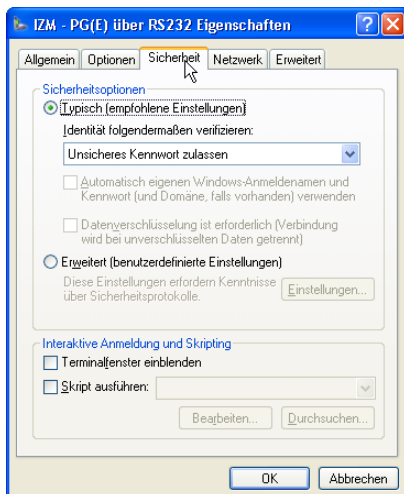 IZM - PG(E) über RS232 Eigenschaften
Allgemein Optionen Sicherheit Netzwerk Erweitert
Sicherheitsoptionen
Typisch (empfohlene Einstellungen)
Identität folgendermaßen verifizieren:
Unsicheres Kennwort zulassen
Automatisch eigenen Windows-Anmeldenamen und
Kennwort (und Domäne, falls vorhanden) verwenden
Datenverschlüsselung ist erforderlich (Verbindung
wird bei unverschlüsselten Daten getrennt)
Erweitert (benutzerdefinierte Einstellungen)
Diese Einstellungen erfordern Kenntnisse
über Sicherheitsprotokolle.
Einstellungen...
Interaktive Anmeldung und Skripting
Terminalfenster einblenden
Skript ausführen:
Bearbeiten... Durchsuchen...
OK Abbrechen